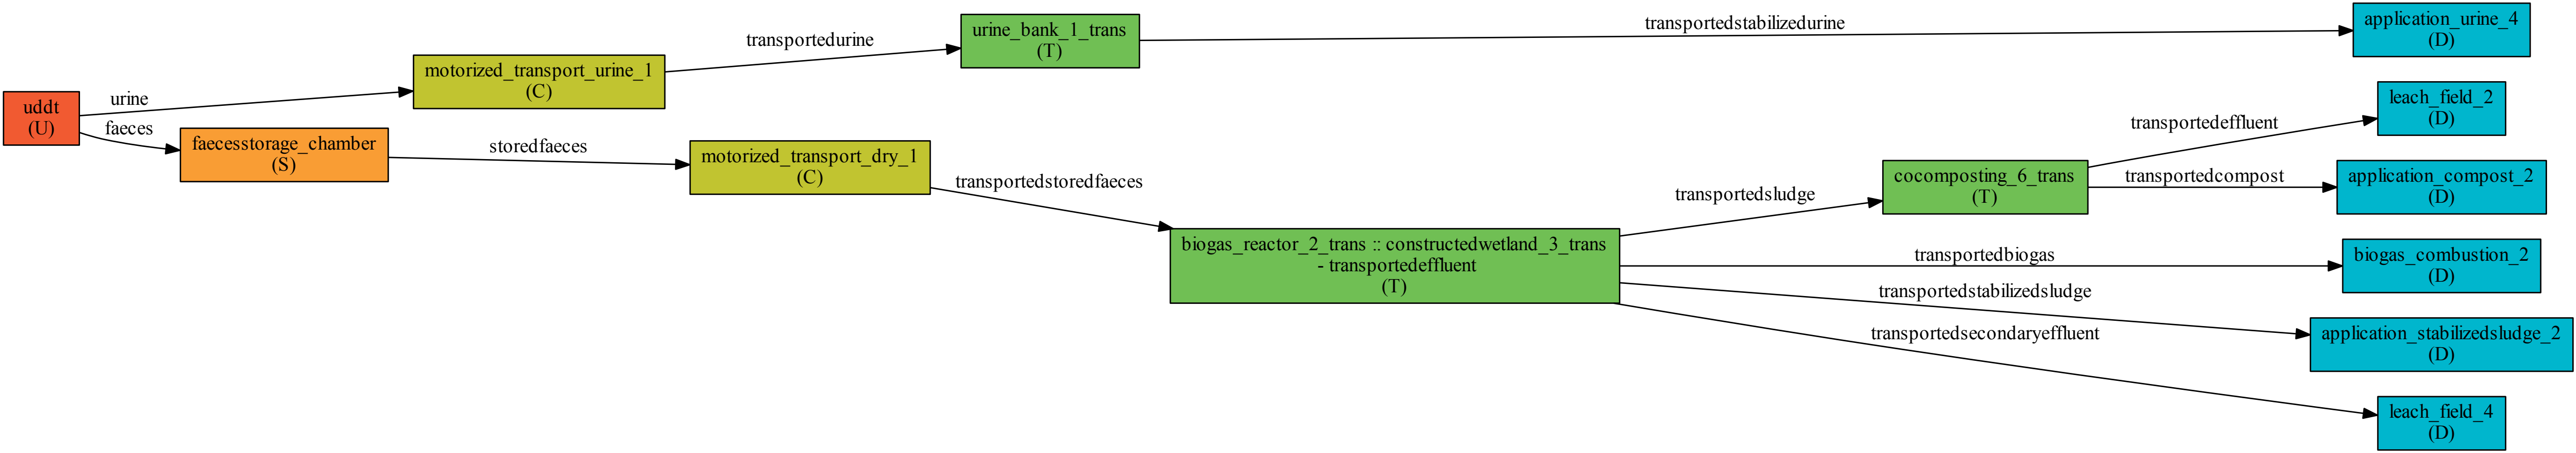 uddt
(U)
urine
faeces
motorized_transport_urine_1
(C)
faecesstorage_chamber
(S)
transportedurine
storedfaeces
urine_bank_1_trans
(T)
motorized_transport_dry_1
(C)
transportedstabilizedurine
transportedstoredfaeces
biogas_reactor_2_trans :: constructedwetland_3_trans
- transportedeffluent
(T)
transportedsludge
transportedbiogas
transportedstabilizedsludge
transportedsecondaryeffluent
cocomposting_6_trans
(T)
transportedeffluent
transportedcompost
application_urine_4
(D)
leach_field_2
(D)
application_compost_2
(D)
biogas_combustion_2
(D)
application_stabilizedsludge_2
(D)
leach_field_4
(D)